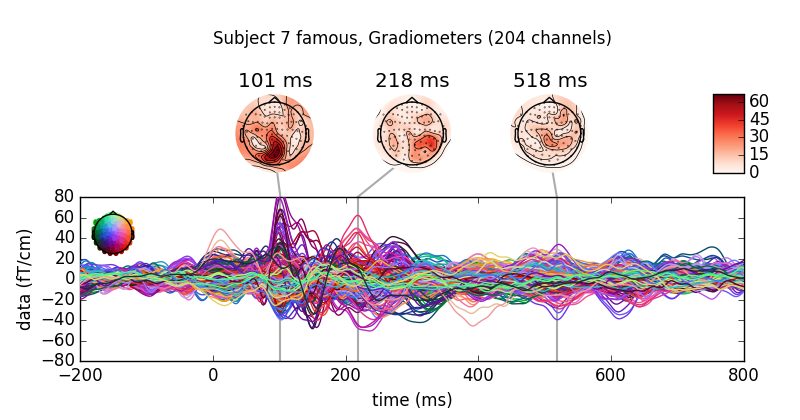 Subject 7 famous, Gradiometers (204 channels)
101 ms 218 ms 518 ms
60
45
30
15
0
80
60
40
20
0
−20
−40
−60
−80
data (fT/cm)
−200 0 200 400 600 800
time (ms)